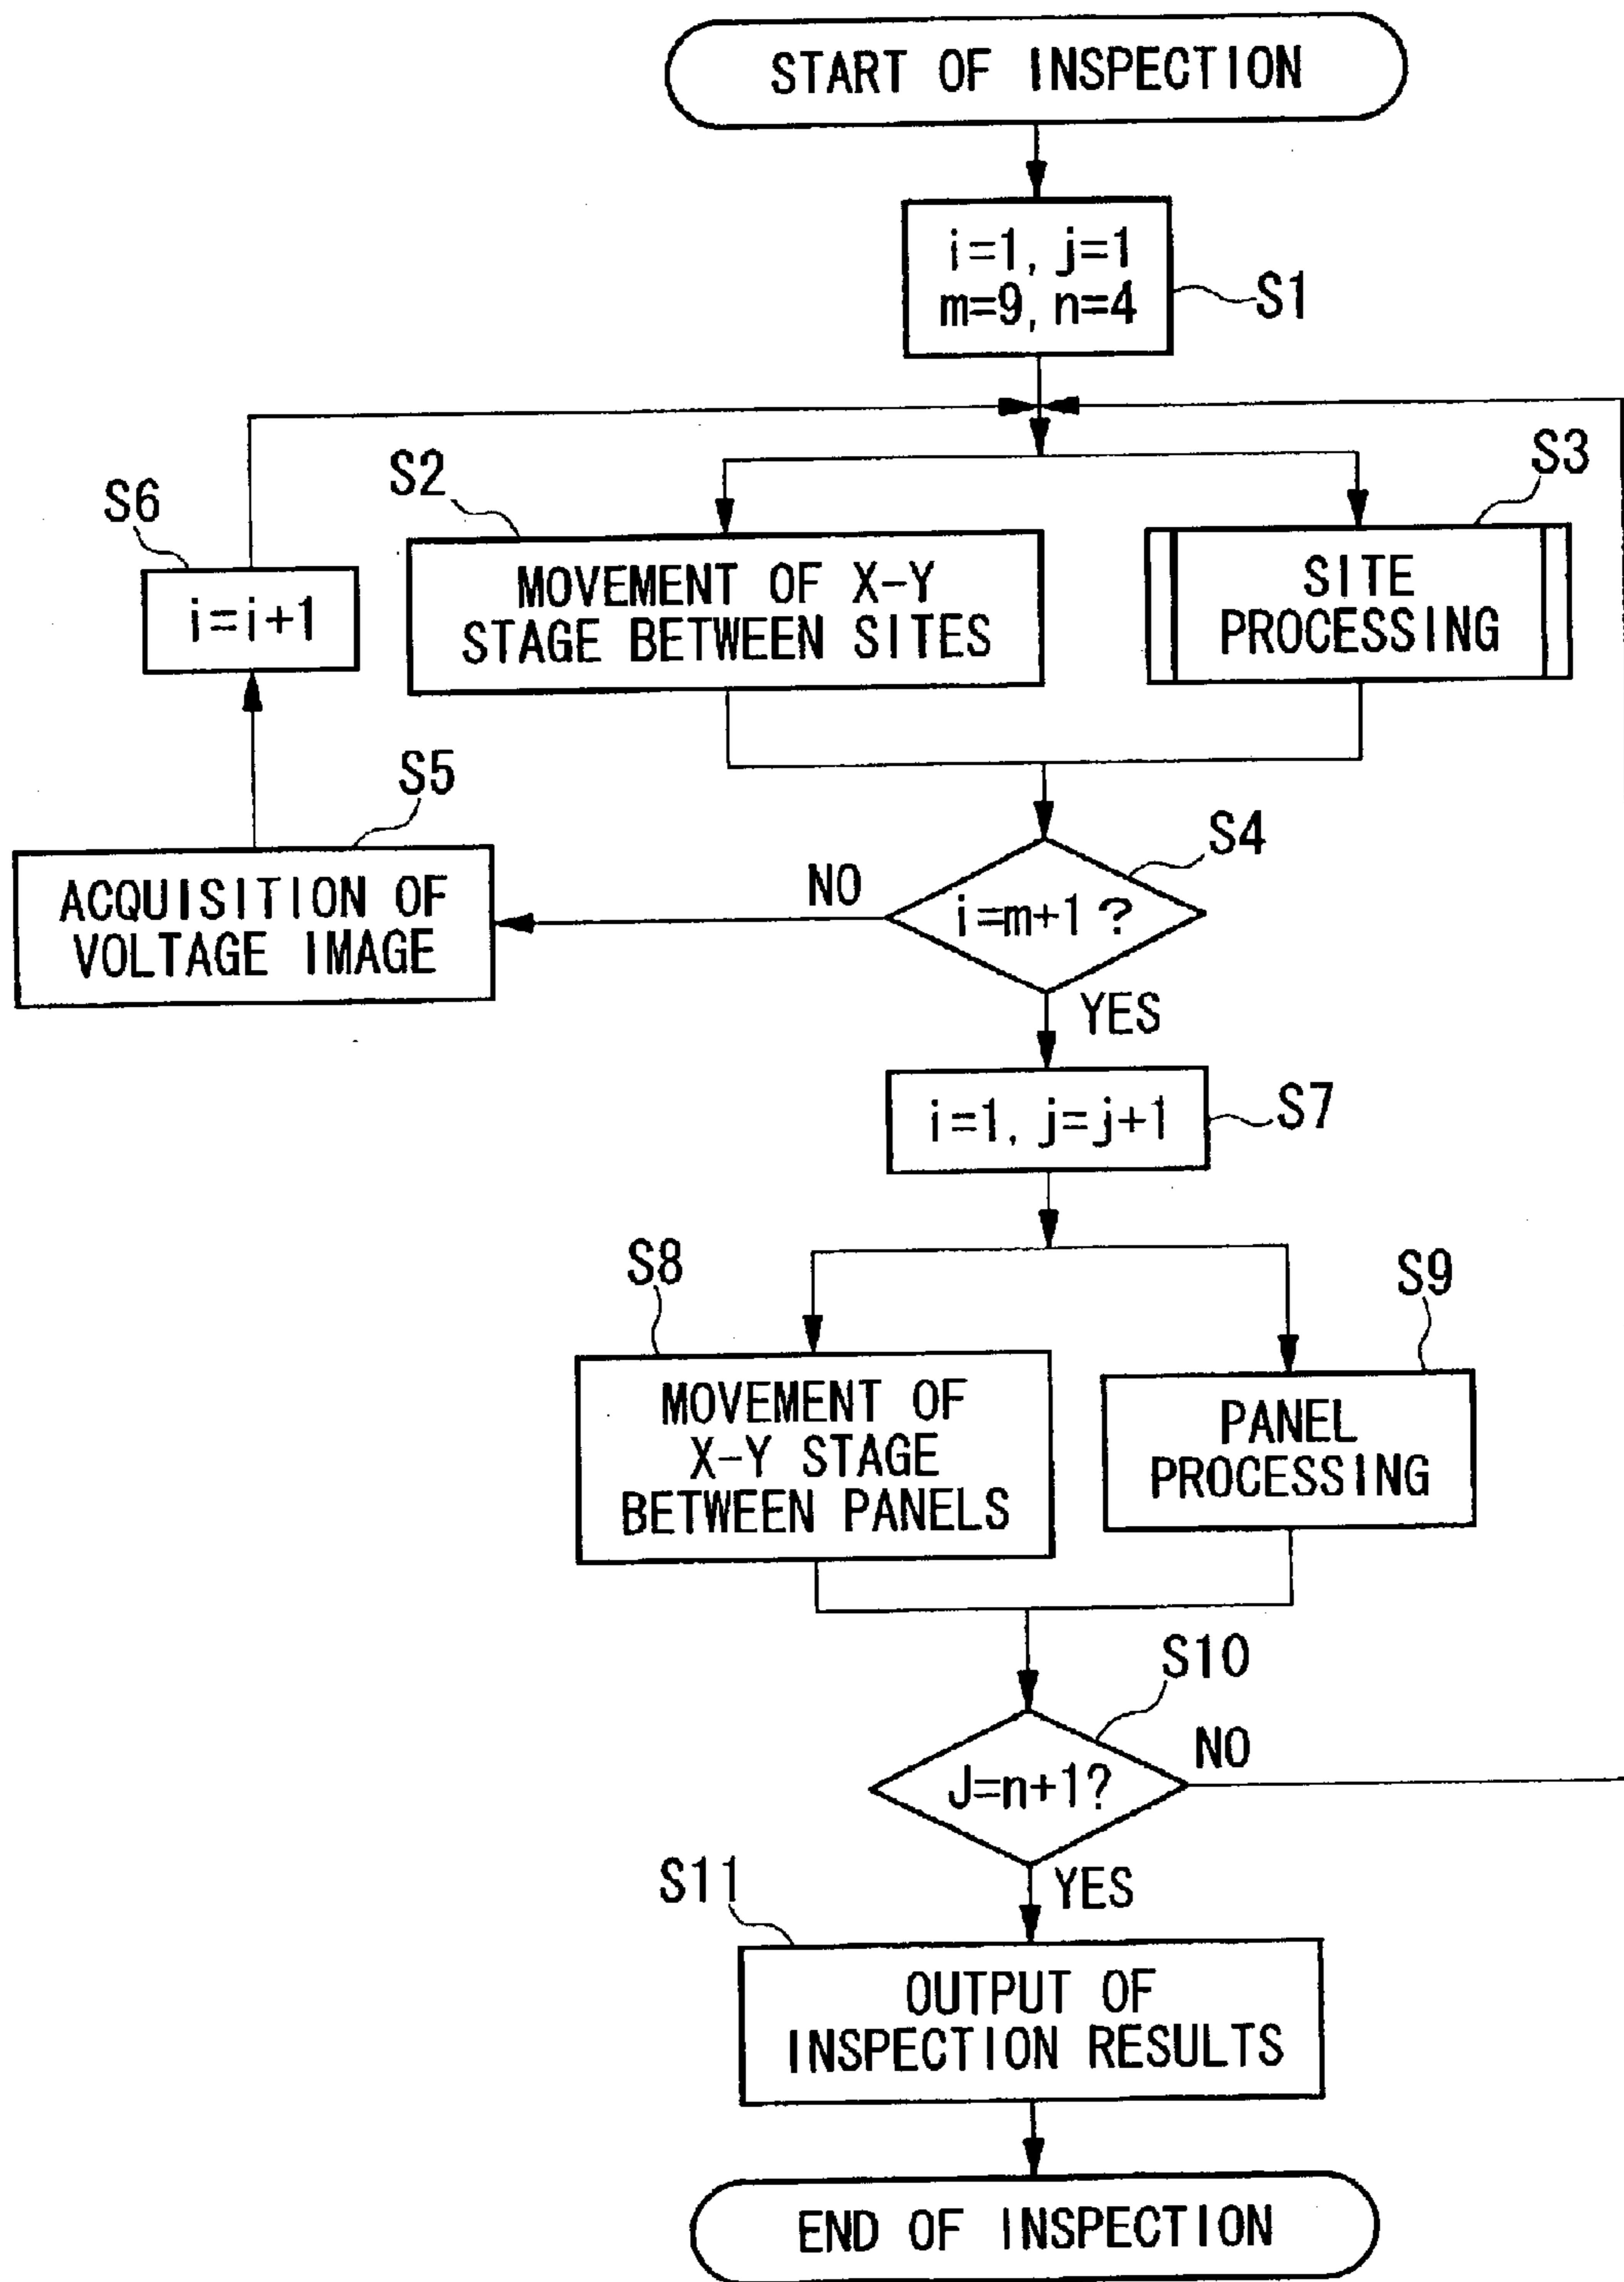 START OF INSPECTION
i=1, j=1
m=9, n=4
S1
S2
S3
S6
MOVEMENT OF X-Y
STAGE BETWEEN SITES
SITE
PROCESSING
i=i+1
S5
S4
ACQUISITION OF
VOLTAGE IMAGE
NO
i=m+1?
YES
i=1, j=j+1
S7
S8
S9
MOVEMENT OF
X-Y STAGE
BETWEEN PANELS
PANEL
PROCESSING
S10
J=n+1?
NO
YES
S11
OUTPUT OF
INSPECTION RESULTS
END OF INSPECTION